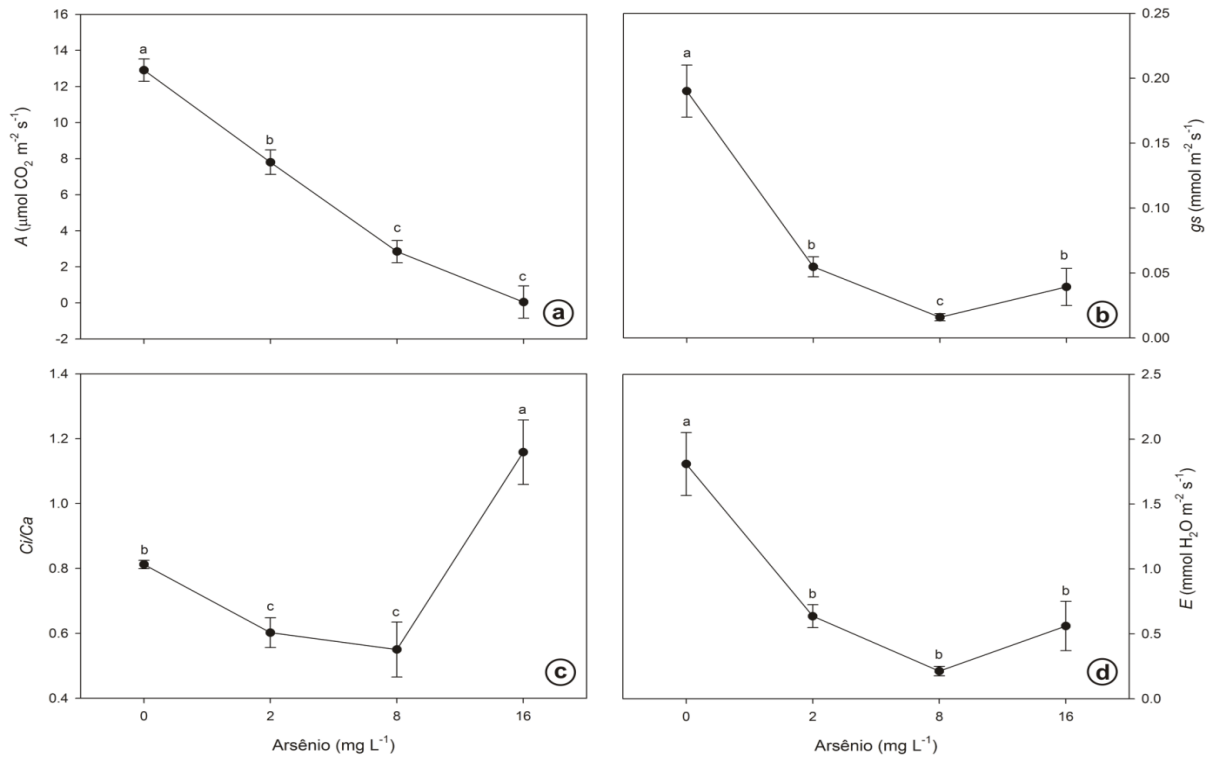 16
14
12
10
8
6
4
2
0
-2
A (μmol CO2 m-2 s-1)
a
b
c
c
a
0.25
0.20
0.15
0.10
0.05
0.00
gs (mmol m-2 s-1)
a
b
c
b
b
1.4
1.2
1.0
0.8
0.6
0.4
Ci/Ca
b
c
c
a
c
0
2
8
16
Arsênio (mg L-1)
2.5
2.0
1.5
1.0
0.5
0.0
E (mmol H2O m-2 s-1)
a
b
b
b
d
0
2
8
16
Arsênio (mg L-1)